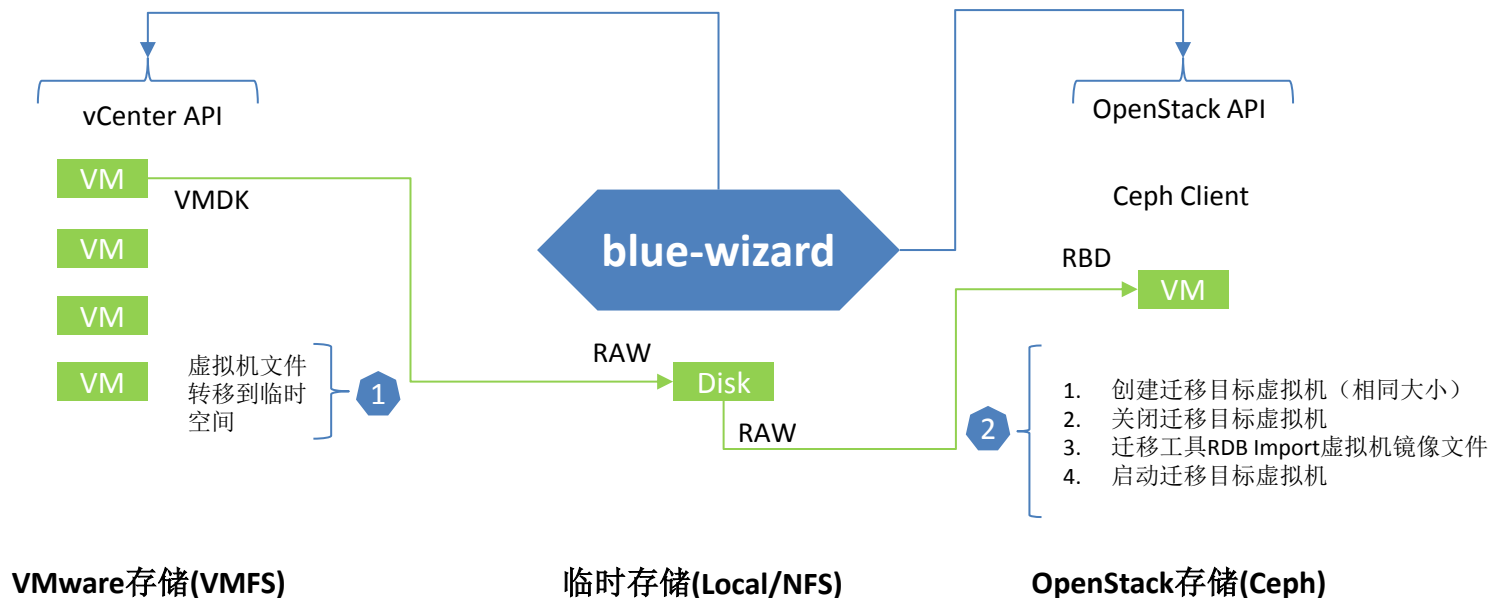 vCenter API
OpenStack API
VM
VMDK
Ceph Client
VM
blue-wizard
RBD
VM
VM
VM
虚拟机文件
转移到临时
空间
1
RAW
Disk
RAW
2
1. 创建迁移目标虚拟机（相同大小）
2. 关闭迁移目标虚拟机
3. 迁移工具RDB Import虚拟机镜像文件
4. 启动迁移目标虚拟机
VMware存储(VMFS)
临时存储(Local/NFS)
OpenStack存储(Ceph)